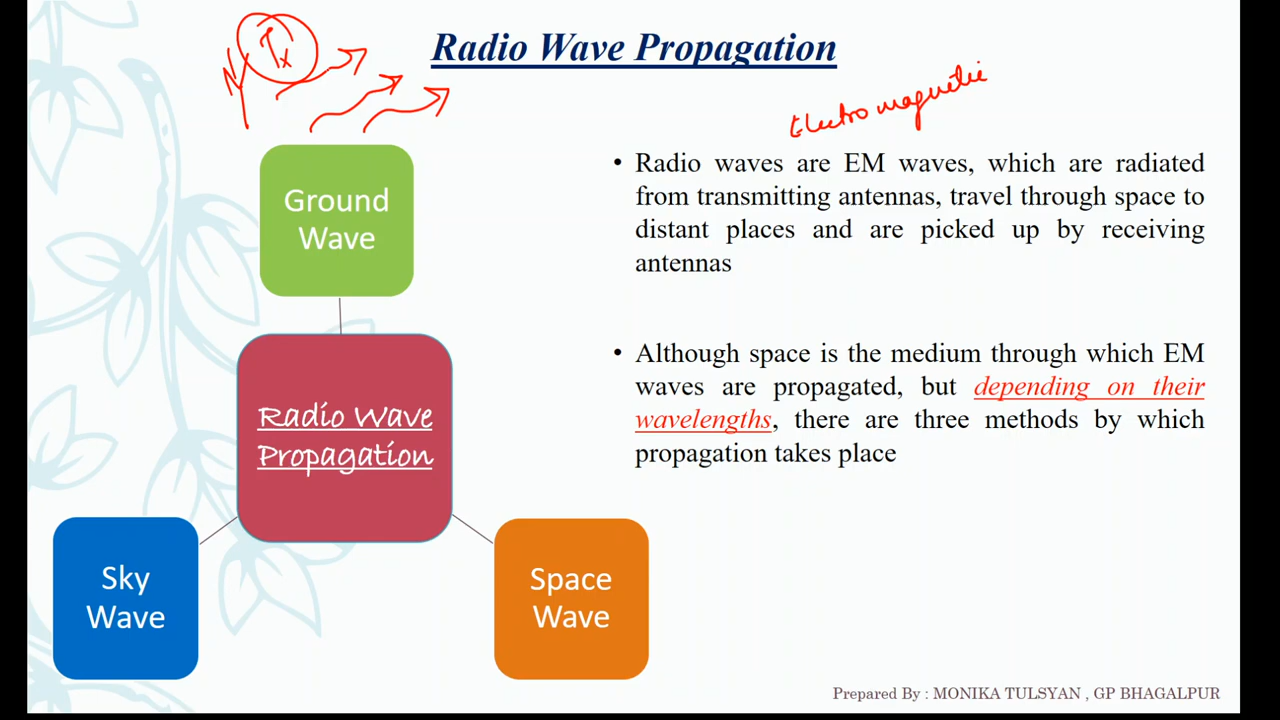 Radio Wave Propagation
Tx
Electromagnetic
Ground
Wave
Radio Wave
Propagation
Sky
Wave
Space
Wave
• Radio waves are EM waves, which are radiated
from transmitting antennas, travel through space to
distant places and are picked up by receiving
antennas
• Although space is the medium through which EM
waves are propagated, but depending on their
wavelengths, there are three methods by which
propagation takes place
Prepared By : MONIKA TULSYAN , GP BHAGALPUR